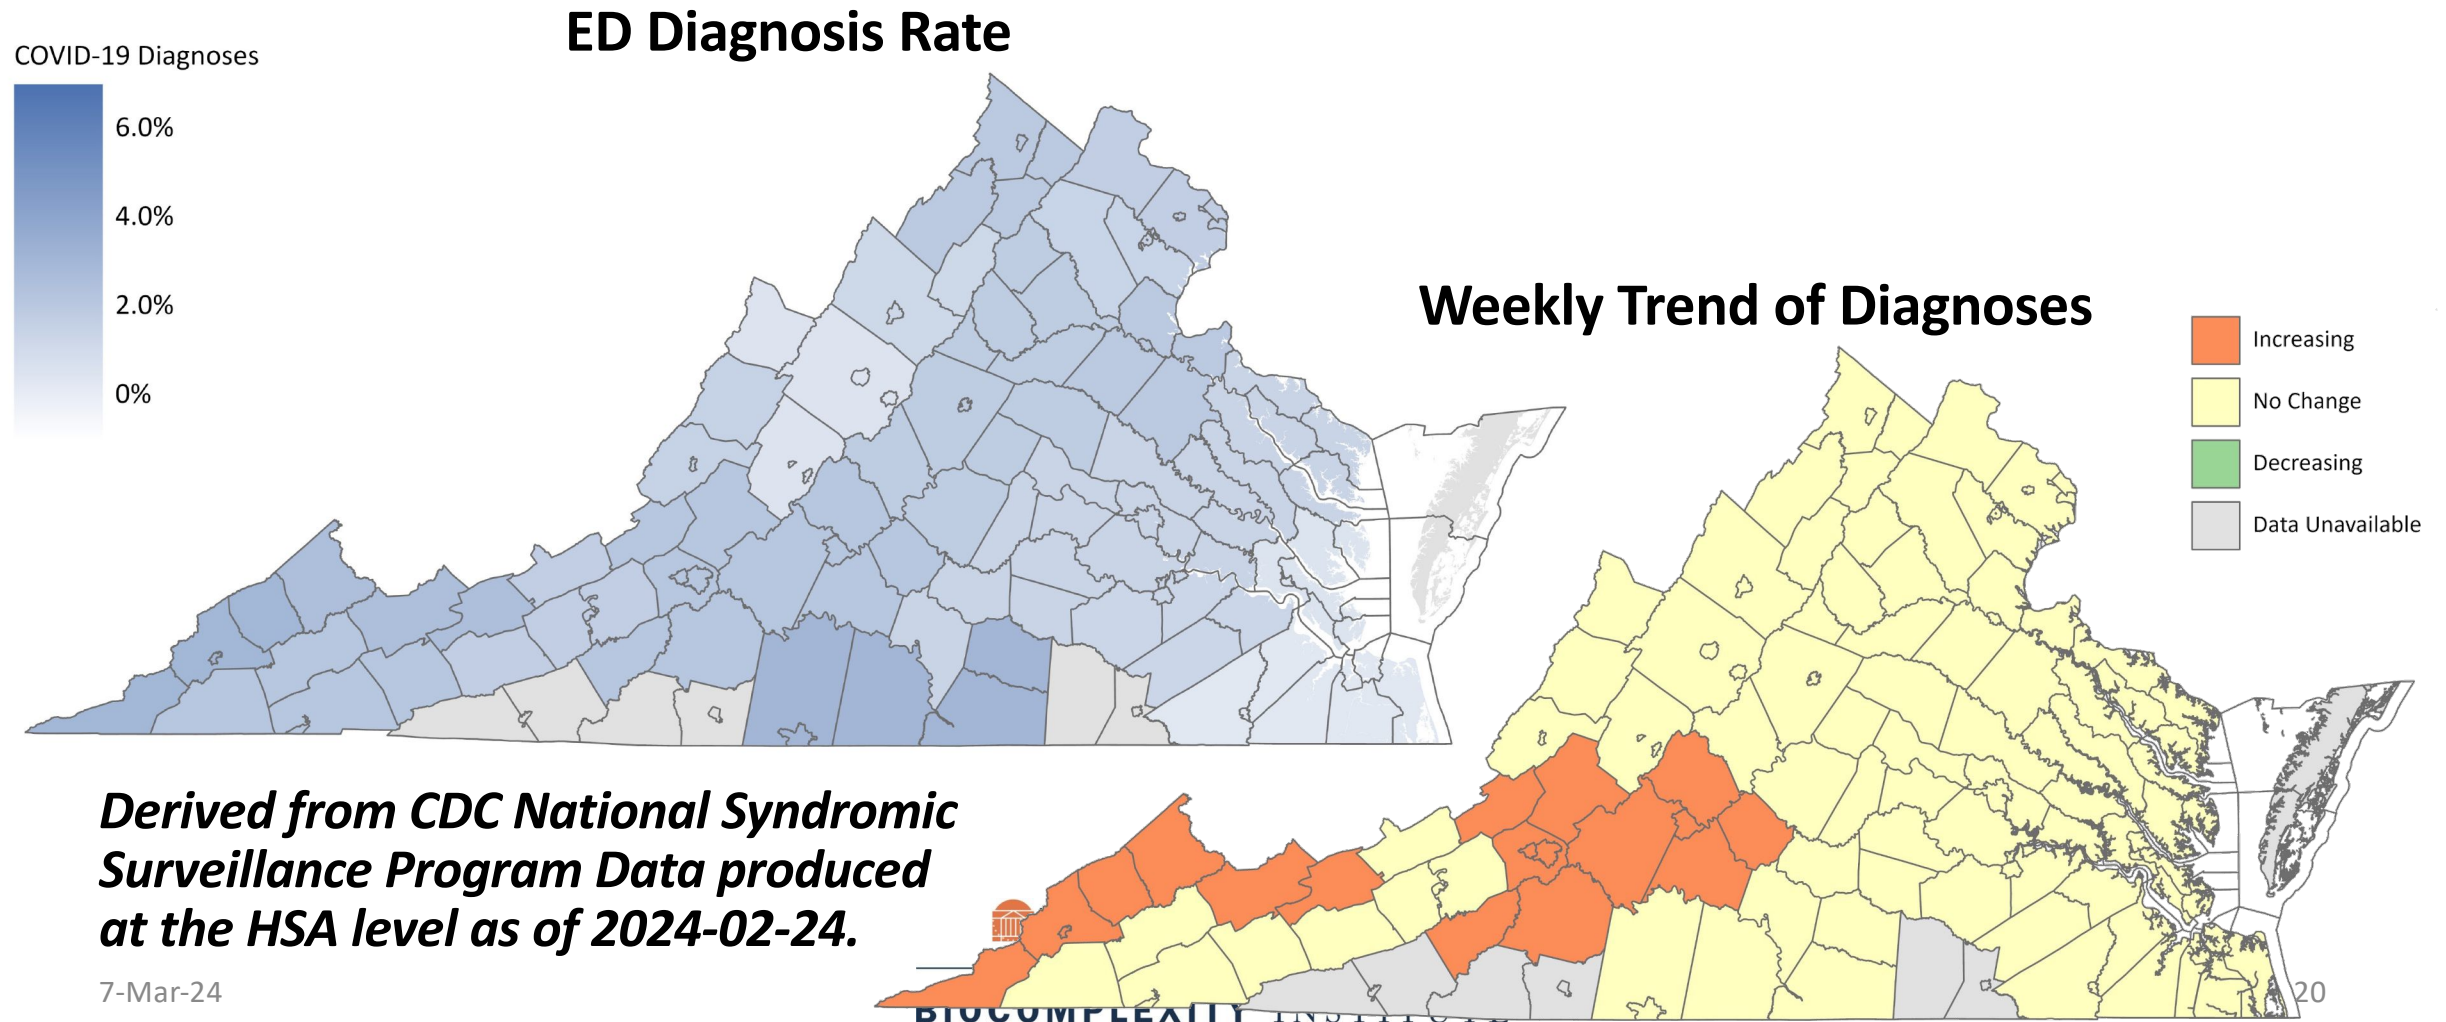 ED Diagnosis Rate
COVID-19 Diagnoses
6.0%
4.0%
2.0%
0%
Weekly Trend of Diagnoses
Increasing
No Change
Decreasing
Data Unavailable
Derived from CDC National Syndromic
Surveillance Program Data produced
at the HSA level as of 2024-02-24.
7-Mar-24
BIOCOMPLEXITY INSTITUTE
20